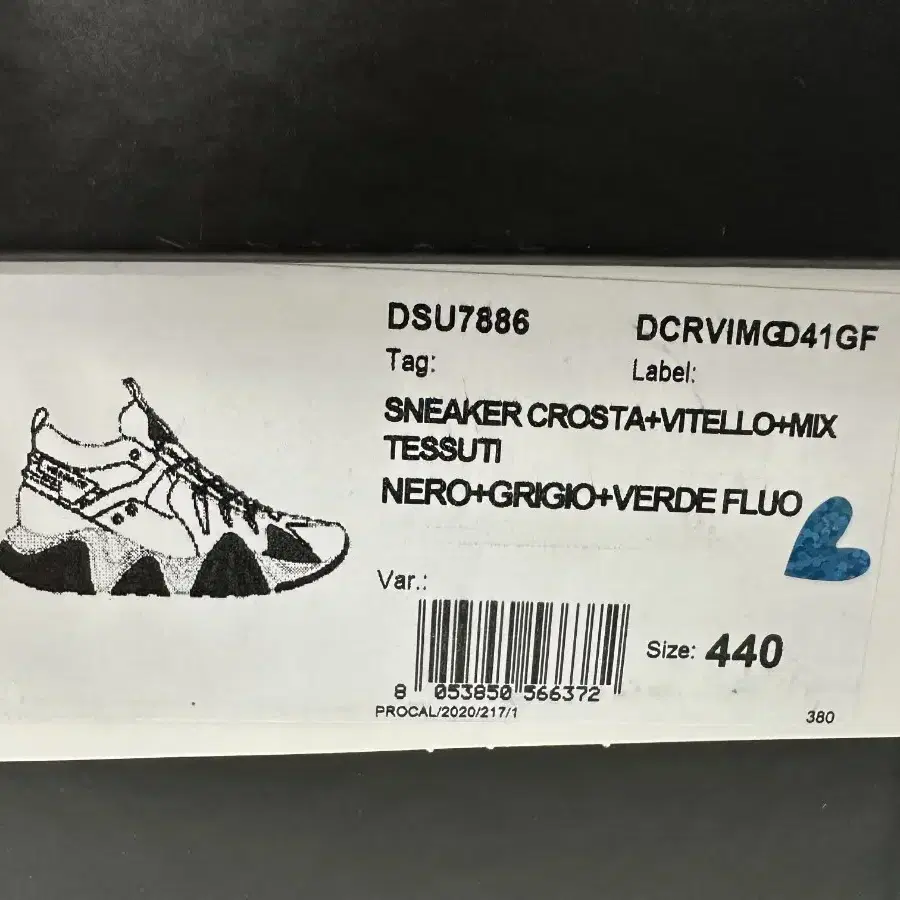 DSU7886 DCRVIMGD41GF
Tag: Label:
SNEAKER CROSTA+VITELLO+MIX
TESSUTI
NERO+GRIGIO+VERDE FLUO
Var.:
Size: 440
8 053850 566372
PROCAL/2020/217/1
380